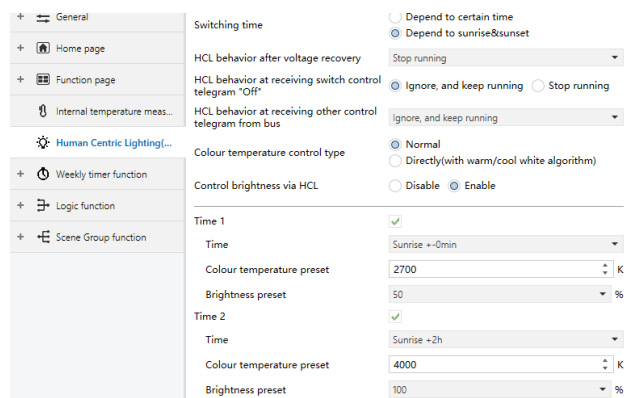 General
Home page
Function page
Internal temperature meas...
Human Centric Lighting(...
Weekly timer function
Logic function
Scene Group function
Switching time
Depend to certain time
Depend to sunrise&sunset
HCL behavior after voltage recovery
Stop running
HCL behavior at receiving switch control
telegram "Off"
Ignore, and keep running
Stop running
HCL behavior at receiving other control
telegram from bus
Ignore, and keep running
Colour temperature control type
Normal
Directly(with warm/cool white algorithm)
Control brightness via HCL
Disable
Enable
Time 1
Time
Sunrise +-0min
Colour temperature preset
2700
K
Brightness preset
50
%
Time 2
Time
Sunrise +2h
Colour temperature preset
4000
K
Brightness preset
100
%